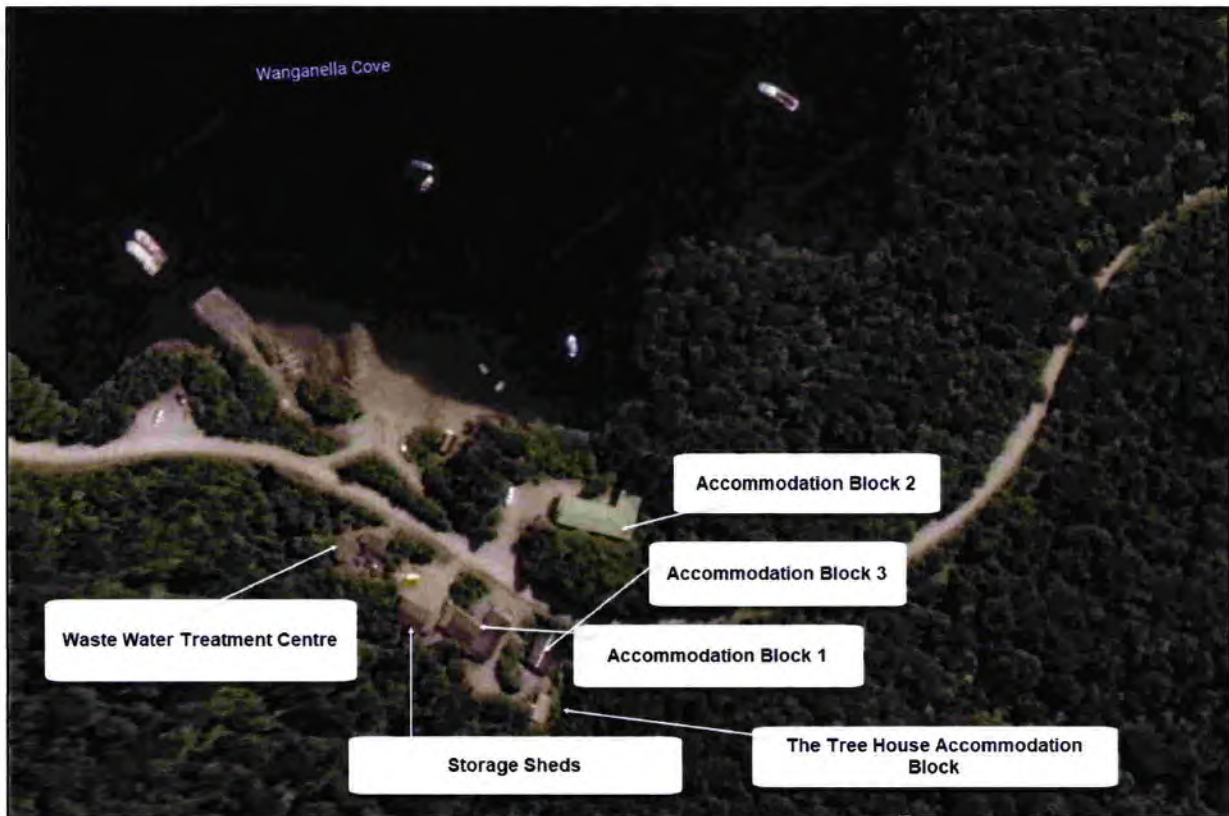 Wanganella Cove
Accommodation Block 2
Accommodation Block 3
Waste Water Treatment Centre
Accommodation Block 1
Storage Sheds
The Tree House Accommodation
Block